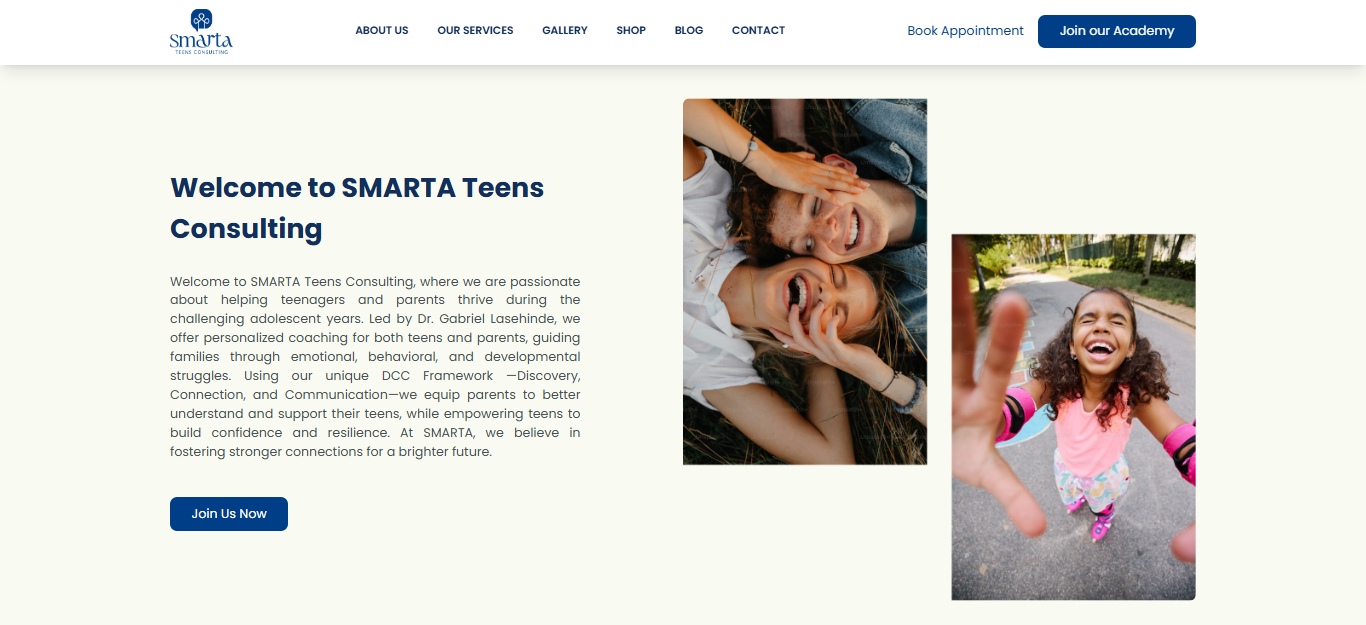 smarta
TEENS CONSULTING
ABOUT US
OUR SERVICES
GALLERY
SHOP
BLOG
CONTACT
Book Appointment
Join our Academy
Welcome to SMARTA Teens
Consulting
Welcome to SMARTA Teens Consulting, where we are passionate
about helping teenagers and parents thrive during the
challenging adolescent years. Led by Dr. Gabriel Lasehinde, we
offer personalized coaching for both teens and parents, guiding
families through emotional, behavioral, and developmental
struggles. Using our unique DCC Framework —Discovery,
Connection, and Communication—we equip parents to better
understand and support their teens, while empowering teens to
build confidence and resilience. At SMARTA, we believe in
fostering stronger connections for a brighter future.
Join Us Now